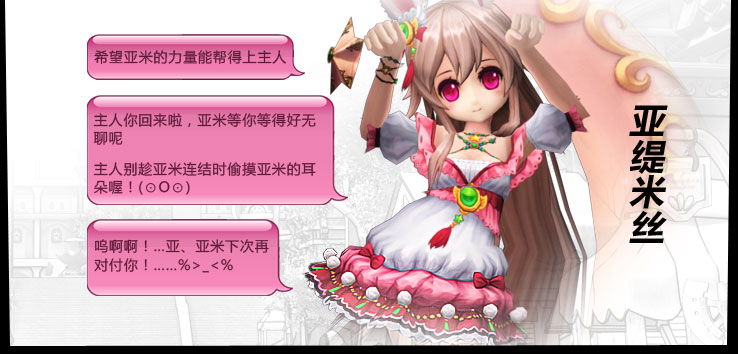 希望亚米的力量能帮得上主人
主人你回来啦，亚米等你等得好无
聊呢
主人别趁亚米连结时偷摸亚米的耳
朵喔！(⊙O⊙)
呜啊啊！...亚、亚米下次再
对付你！......%>_<%
亚缇米丝